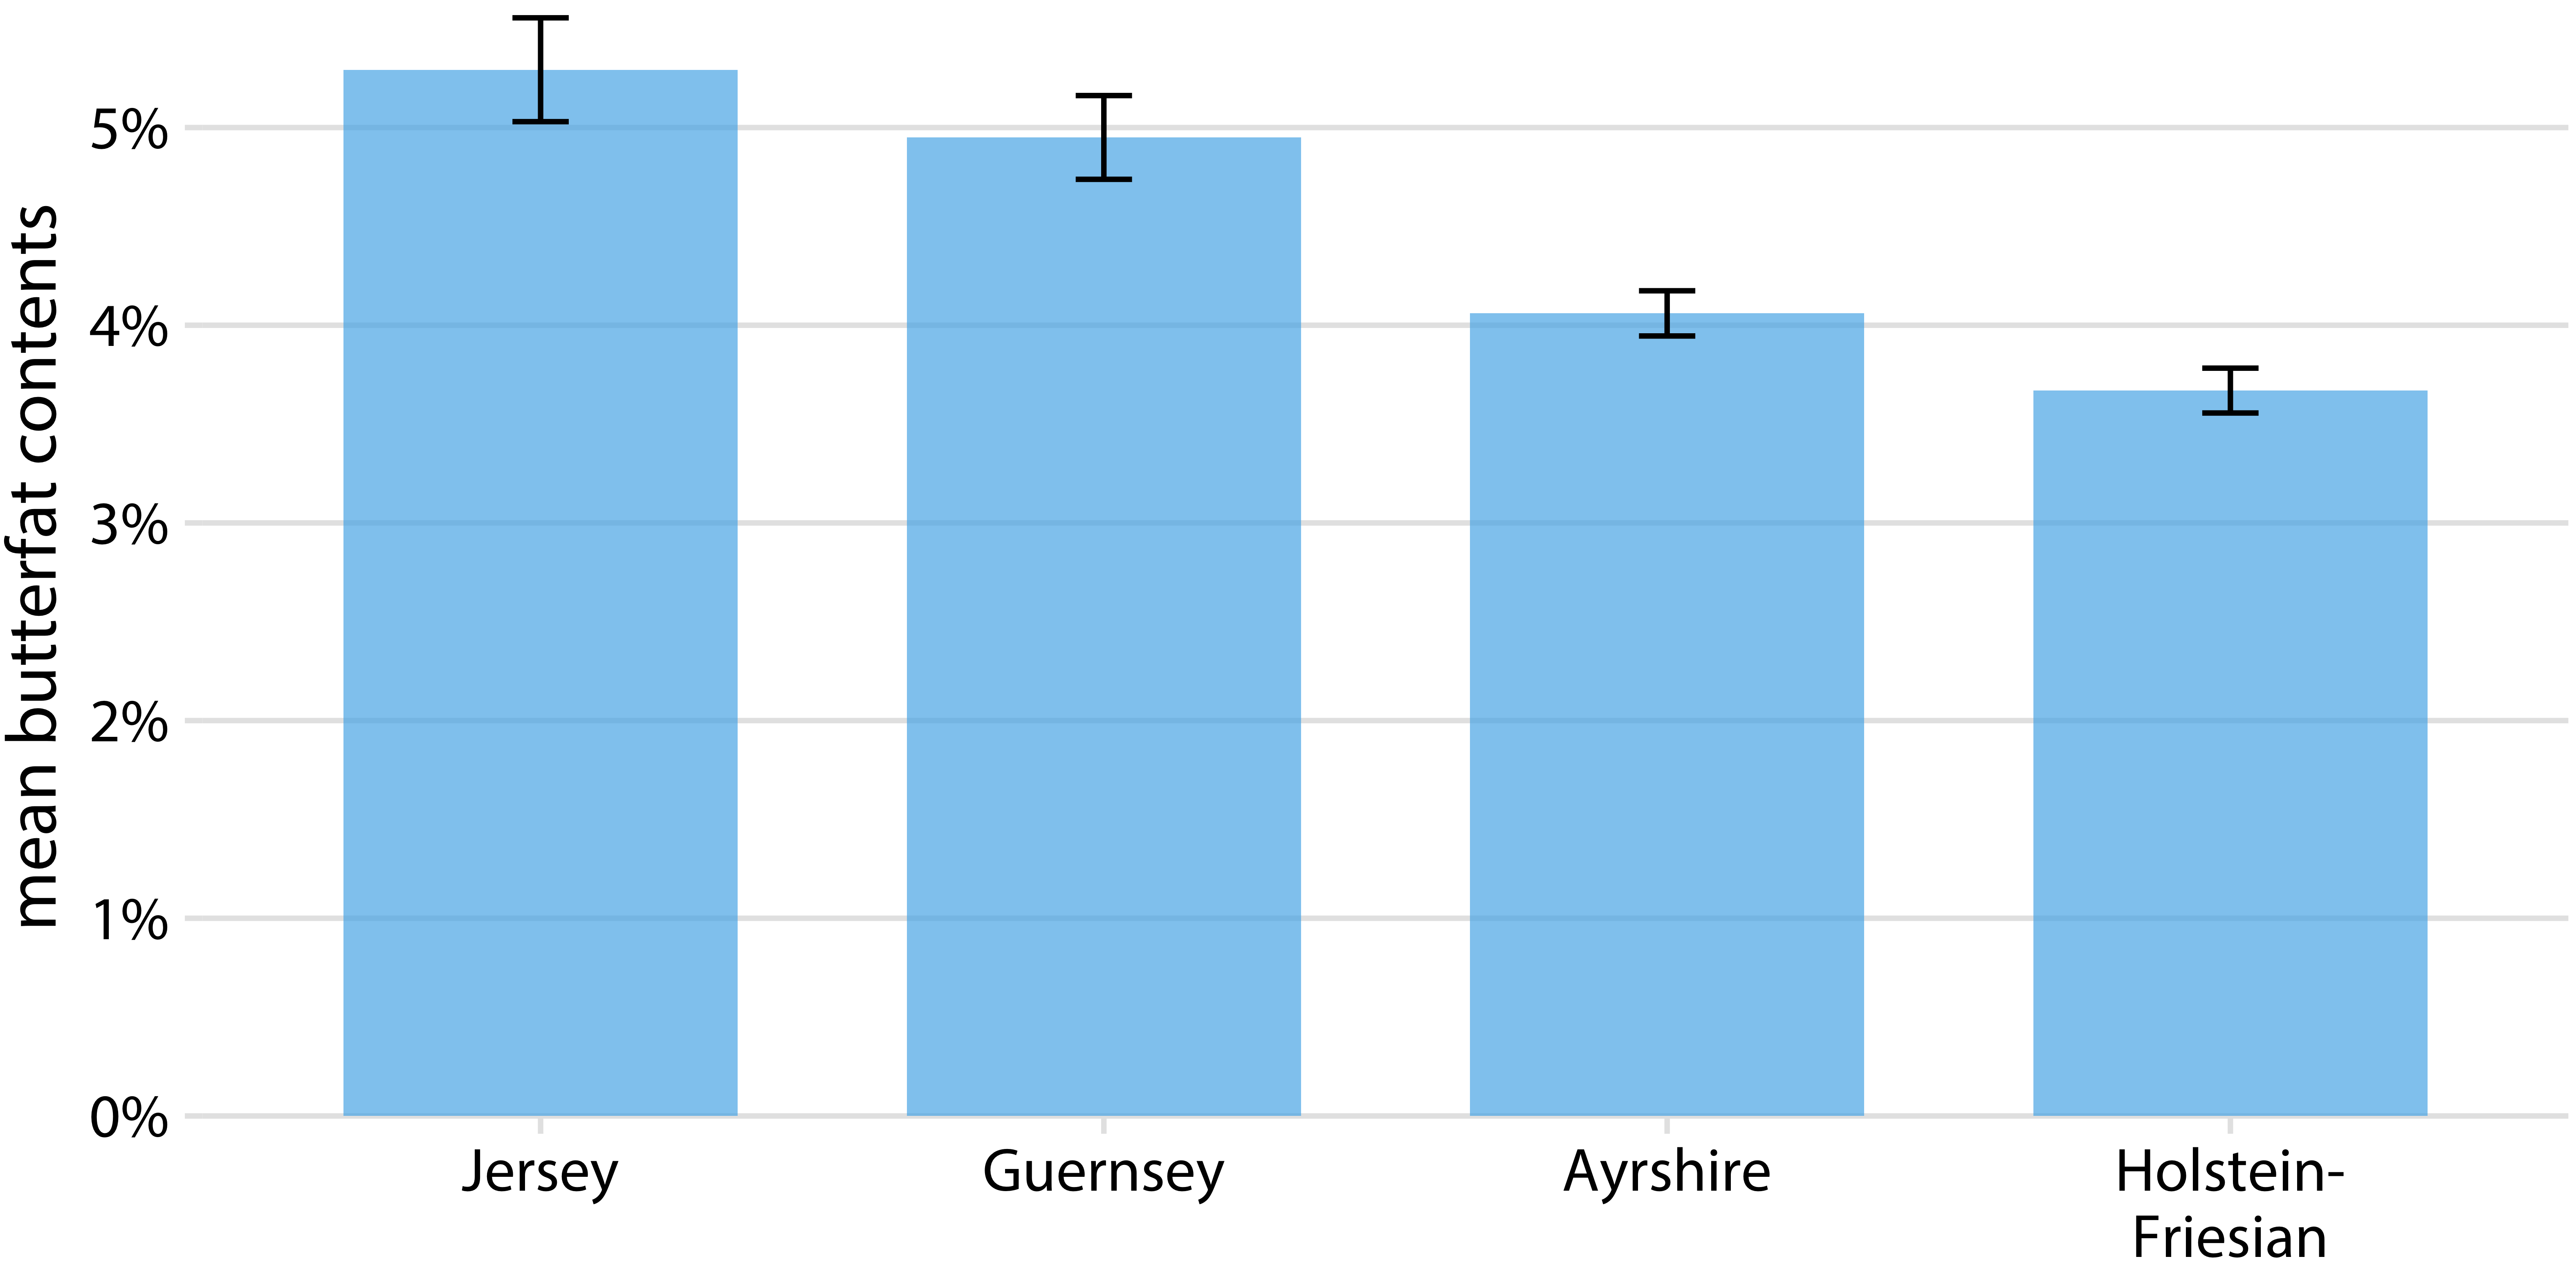 mean butterfat contents
5%
4%
3%
2%
1%
0%
Jersey
Guernsey
Ayrshire
Holstein-
Friesian